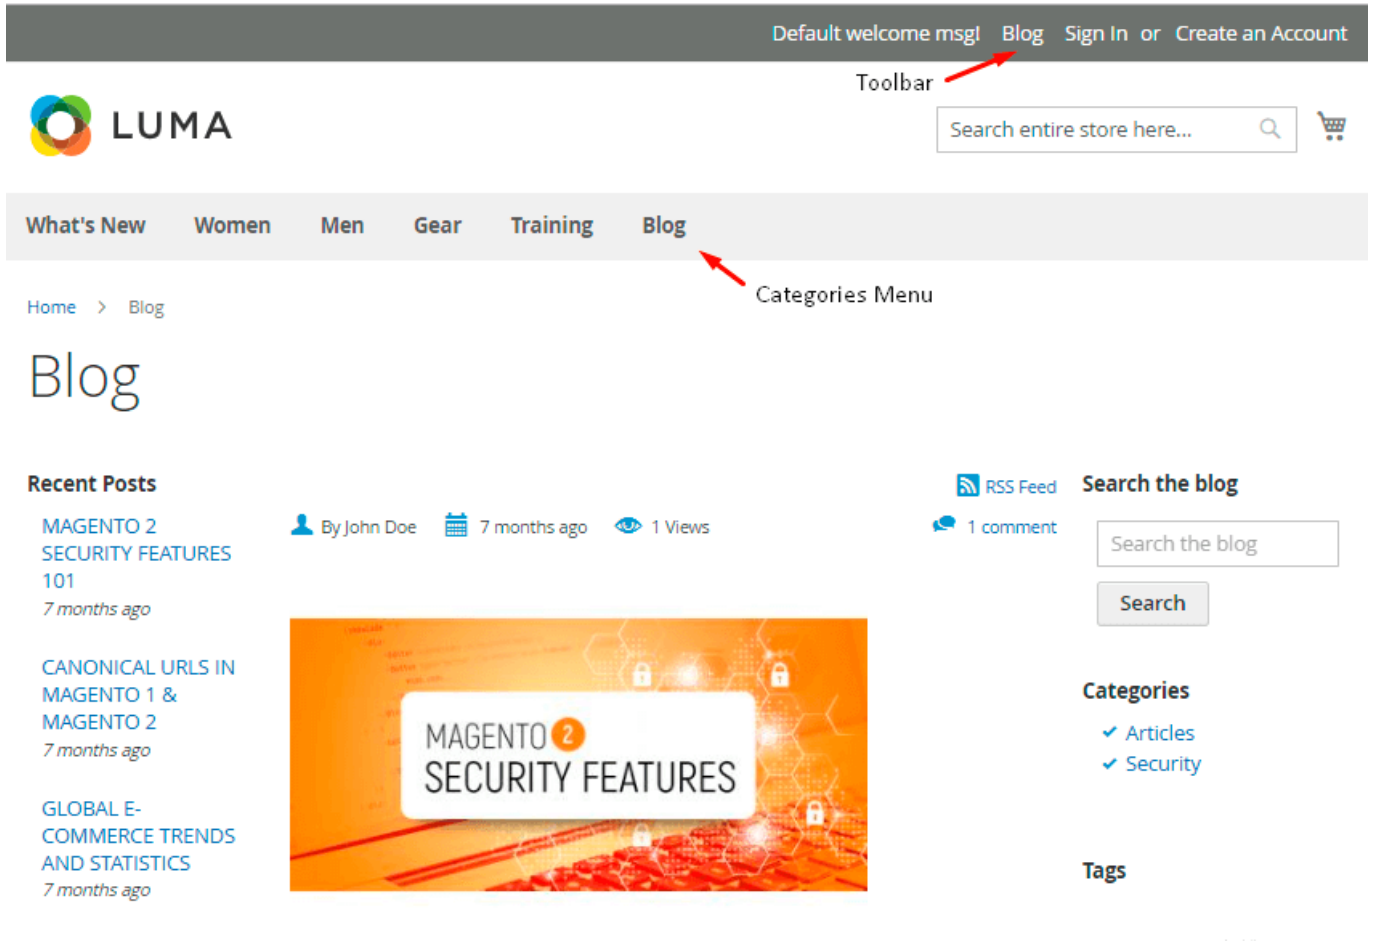 Default welcome msg! Blog Sign In or Create an Account
Toolbar
LUMA
Search entire store here...
What's New Women Men Gear Training Blog
Categories Menu
Home > Blog
Blog
Recent Posts
MAGENTO 2
SECURITY FEATURES
101
7 months ago
CANONICAL URLS IN
MAGENTO 1 &
MAGENTO 2
7 months ago
GLOBAL E-
COMMERCE TRENDS
AND STATISTICS
7 months ago
RSS Feed
By John Doe 7 months ago 1 Views
1 comment
MAGENTO 2
SECURITY FEATURES
Search the blog
Search the blog
Search
Categories
Articles
Security
Tags